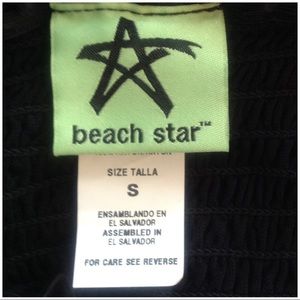 beach star™
SIZE TALLA
S
ENSAMBLANDO EN
EL SALVADOR
ASSEMBLED IN
EL SALVADOR
FOR CARE SEE REVERSE